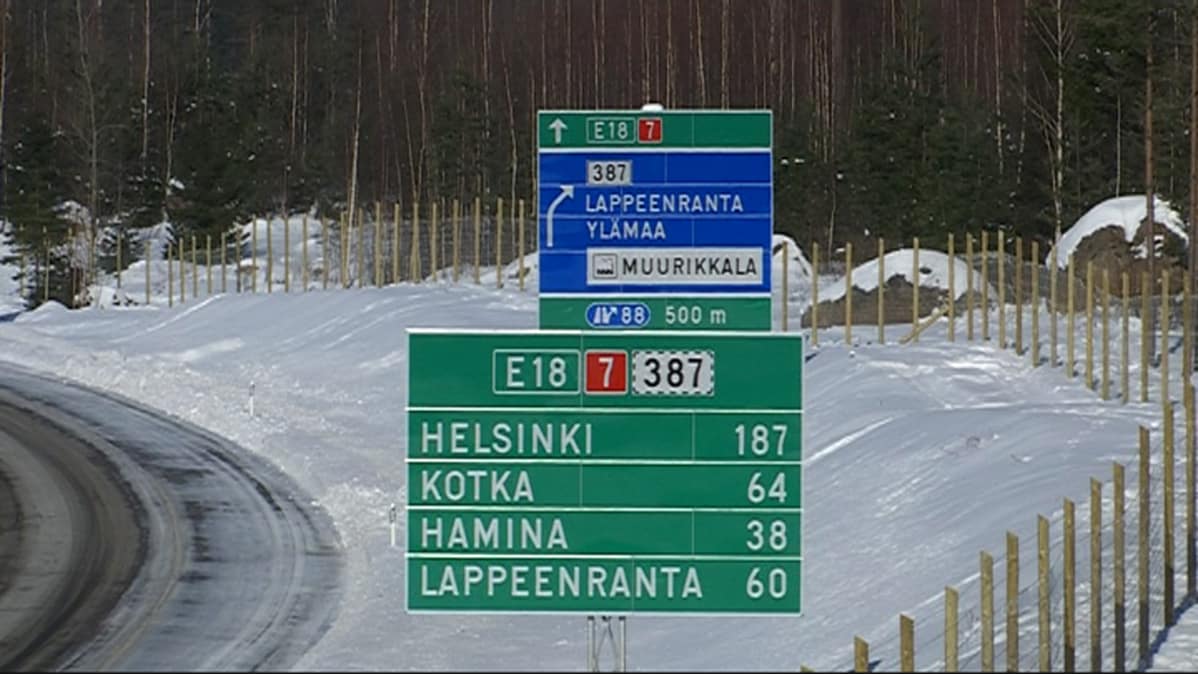 E18 7
387
LAPPEENRANTA
YLÄMAA
MUURIKKALA
88 500 m
E18 7 387
HELSINKI 187
KOTKA 64
HAMINA 38
LAPPEENRANTA 60